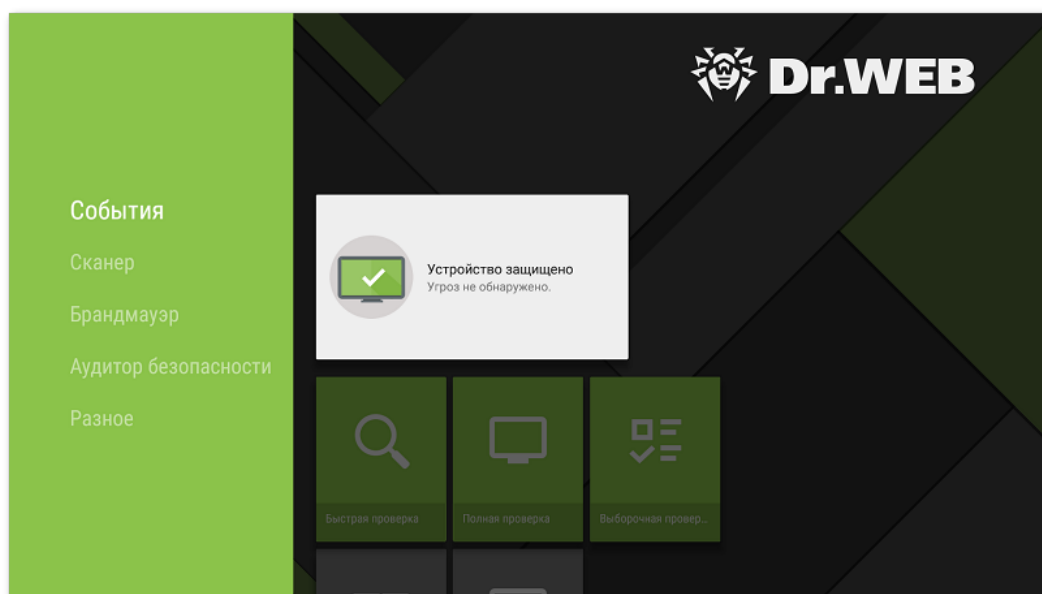 Dr.WEB
События
Сканер
Брандмауэр
Аудитор безопасности
Разное
Устройство защищено
Угроз не обнаружено.
Быстрая проверка
Полная проверка
Выборочная провер...